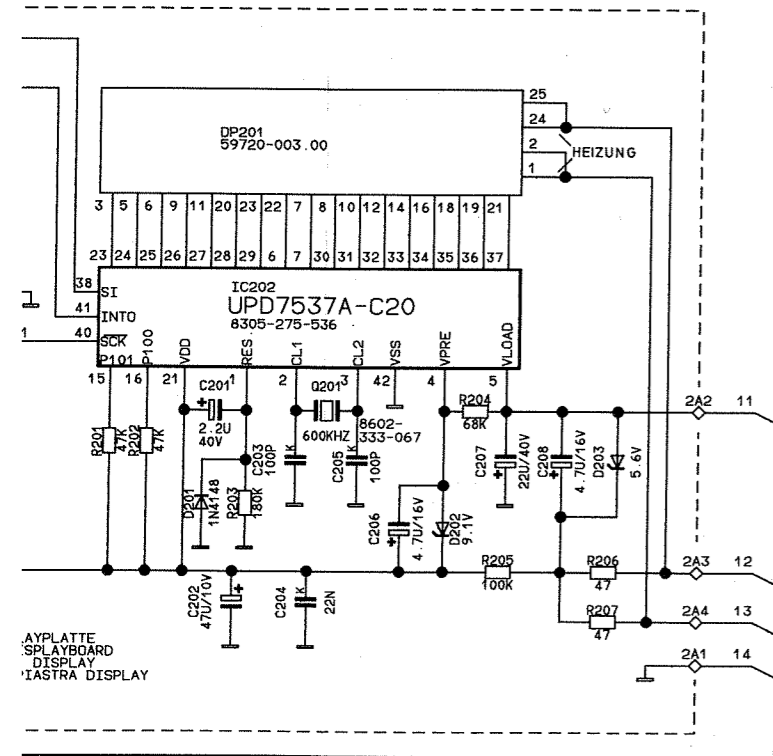 25
24
2
HEIZUNG
1
DP201
59720-003.00
3 5 6 9 11 20 23 22 7 8 10 12 14 16 18 19 21
23 24 25 26 27 28 29 6 7 30 31 32 33 34 35 36 37
38 SI
41 INTO
40 SCK
1
IC202
UPD7537A-C20
8305-275-536
P101 P100 VDD RES CL1 CL2 VSS VPRE VLOAD
15 16 21 1 2 3 42 4 5
C201
2.2U
40V
Q201
600KHZ
8602-
333-067
R204
68K
2A2 11
R201
47K
R202
47K
C203
100P
K
C205
100P
K
C207
22U/40V
C208
4.7U/16V
D203
5.6V
D201
1N4148
R203
180K
C206
4.7U/16V
D202
9.1V
R205
100K
R206
47
2A3 12
R207
47
2A4 13
2A1 14
C202
47U/10V
C204
K
22N
AYPLATTE
SPLAYBOARD
DISPLAY
IASTRA DISPLAY